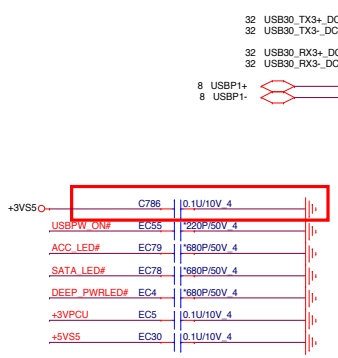 32 USB30_TX3+_DC
32 USB30_TX3-_DC
32 USB30_RX3+_DC
32 USB30_RX3-_DC
8 USBP1+
8 USBP1-
+3VS5 C786 0.1U/10V_4
USBPW_ON# EC55 *220P/50V_4
ACC_LED# EC79 *680P/50V_4
SATA_LED# EC78 *680P/50V_4
DEEP_PWRLED# EC4 *680P/50V_4
+3VPCU EC5 0.1U/10V_4
+5VS5 EC30 0.1U/10V_4